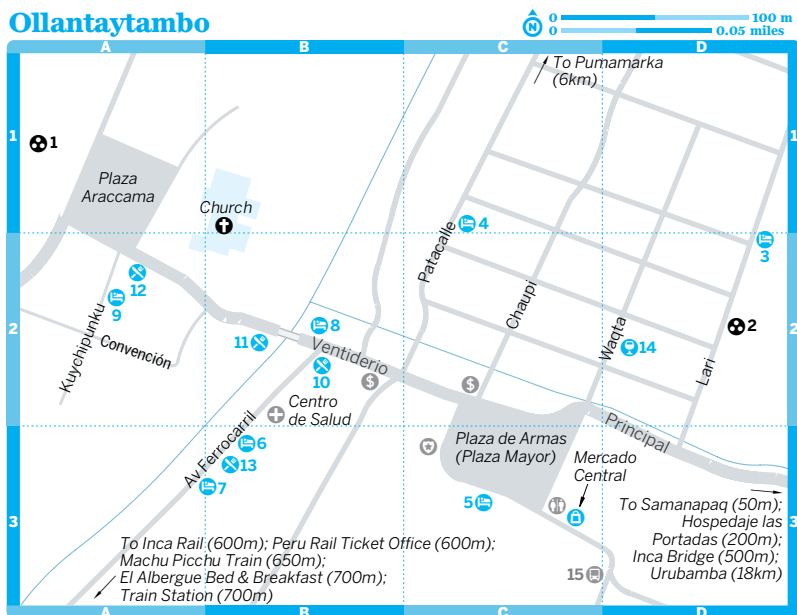 Ollantaytambo
N
0 100 m
0 0.05 miles
A B C D
1 1
To Pumamarka
(6km)
1
Plaza
Araccama
Church
4
3
Patacalle
Chaupi
Waqta
Lari
2 2
12
9
Kuychipunku
Convención
11
8
Ventiderio
10
$
$
14
2
Centro
de Salud
Av Ferrocarril
6
13
7
Plaza de Armas
(Plaza Mayor)
Principal
Mercado
Central
5
15
3 3
To Inca Rail (600m); Peru Rail Ticket Office (600m);
Machu Picchu Train (650m);
El Albergue Bed & Breakfast (700m);
Train Station (700m)
To Samanapaq (50m);
Hospedaje las
Portadas (200m);
Inca Bridge (500m);
Urubamba (18km)
A B C D